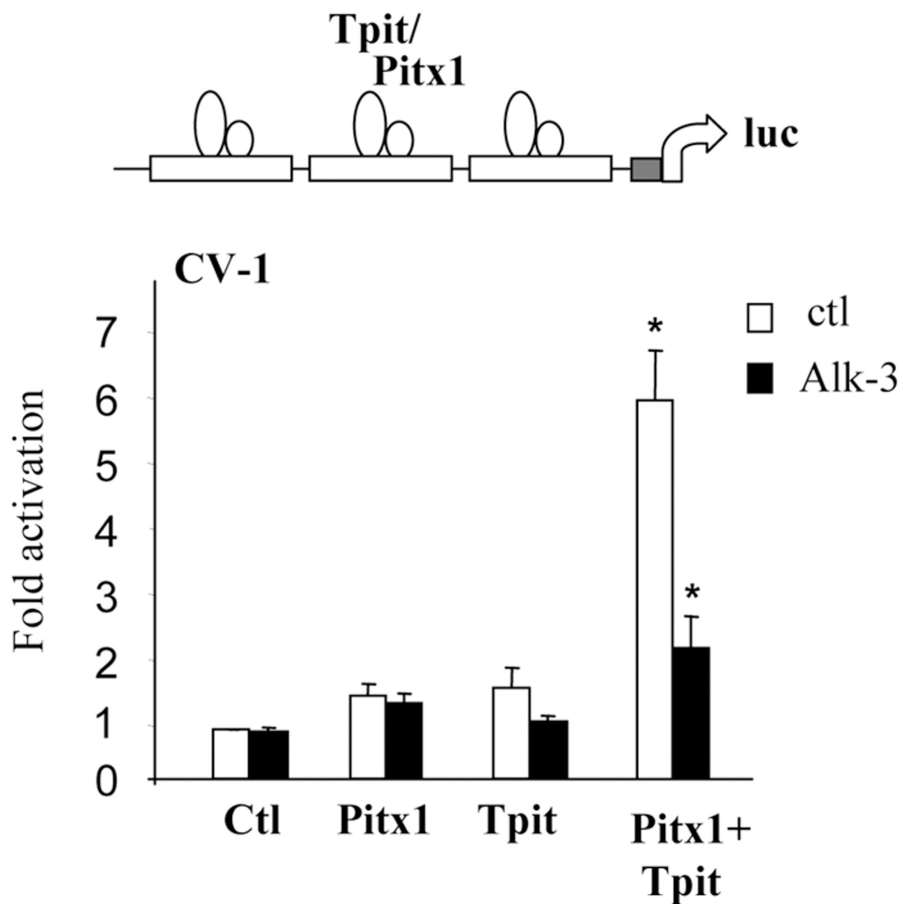 Tpit/
Pitx1
luc
CV-1
ctl
Alk-3
Fold activation
7
6
5
4
3
2
1
0
*
*
Ctl
Pitx1
Tpit
Pitx1+
Tpit